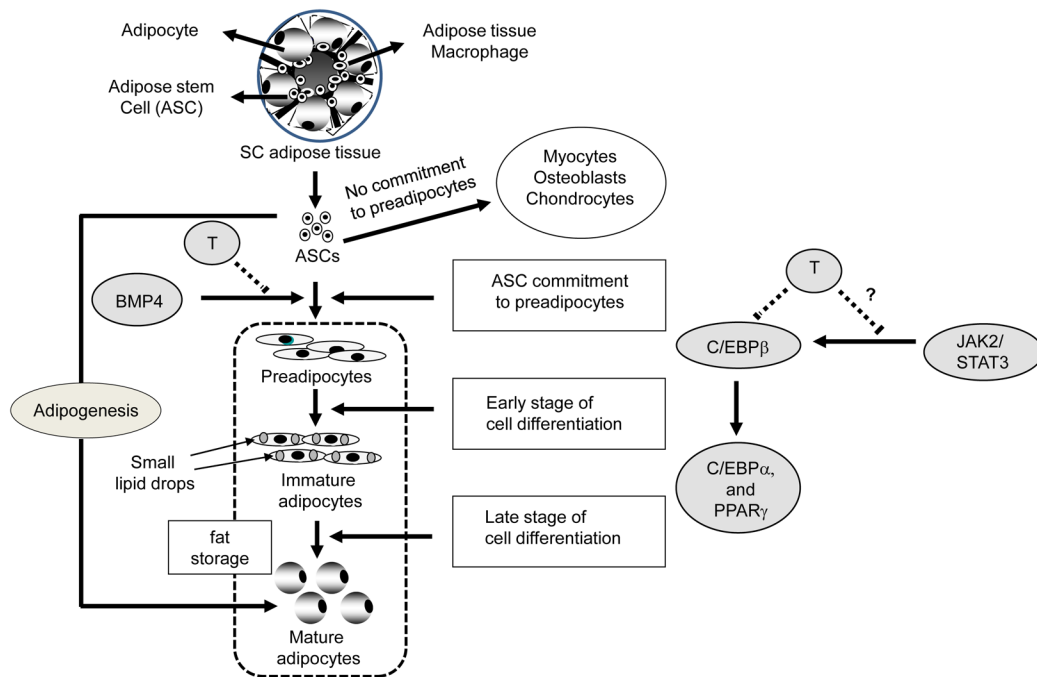 Adipocyte
Adipose tissue
Macrophage
Adipose stem
Cell (ASC)
SC adipose tissue
No commitment
to preadipocytes
Myocytes
Osteoblasts
Chondrocytes
ASCs
T
BMP4
ASC commitment
to preadipocytes
T
?
C/EBPβ
JAK2/
STAT3
Preadipocytes
Adipogenesis
Early stage of
cell differentiation
Small
lipid drops
Immature
adipocytes
C/EBPα,
and
PPARγ
fat
storage
Late stage of
cell differentiation
Mature
adipocytes